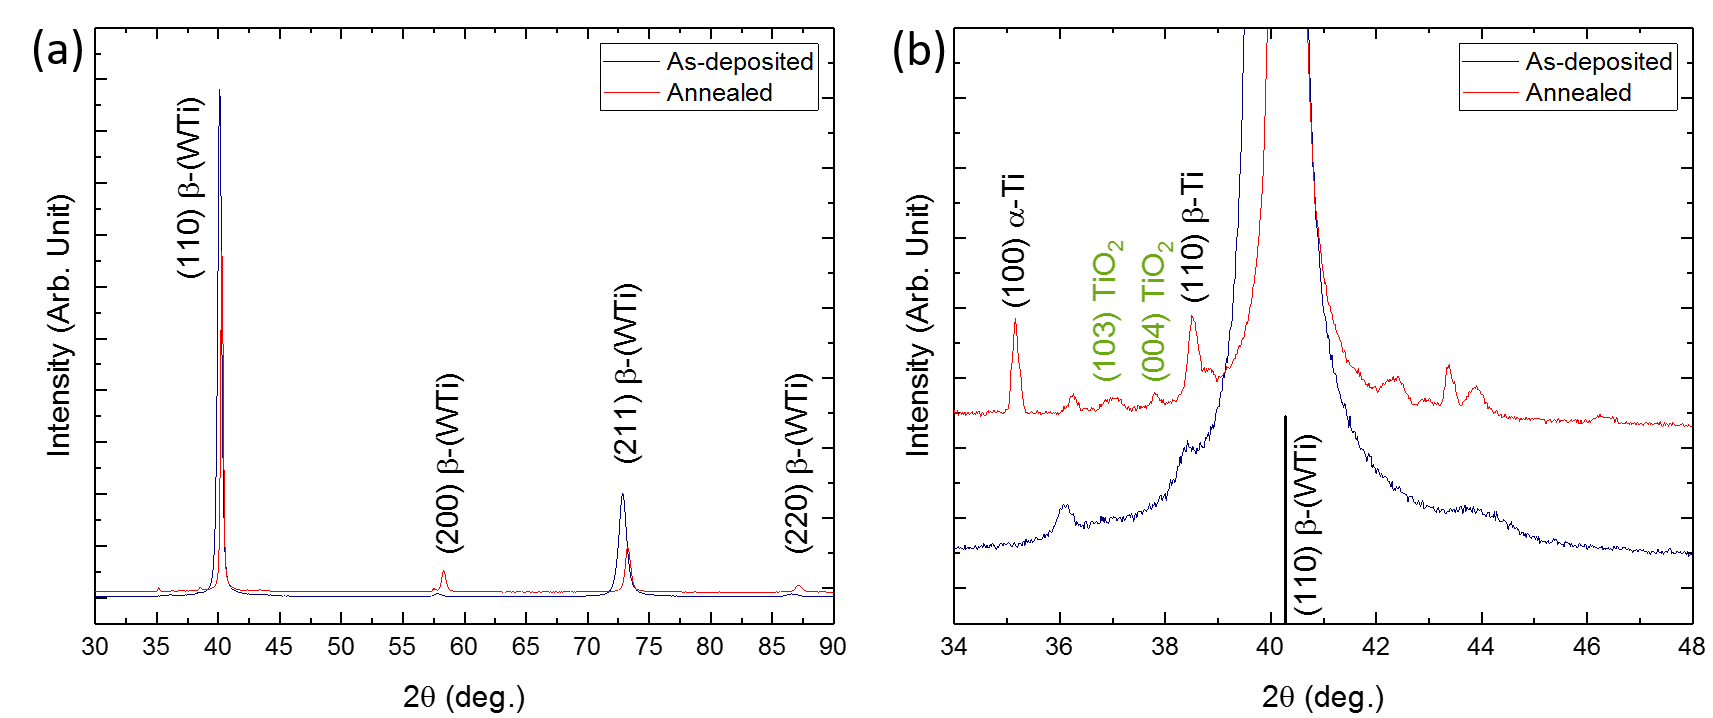 (a)
As-deposited
Annealed
(110) β-(WTi)
(200) β-(WTi)
(211) β-(WTi)
(220) β-(WTi)
Intensity (Arb. Unit)
30 35 40 45 50 55 60 65 70 75 80 85 90
2θ (deg.)
(b)
As-deposited
Annealed
(100) α-Ti
(103) TiO₂
(004) TiO₂
(110) β-Ti
(110) β-(WTi)
Intensity (Arb. Unit)
34 36 38 40 42 44 46 48
2θ (deg.)